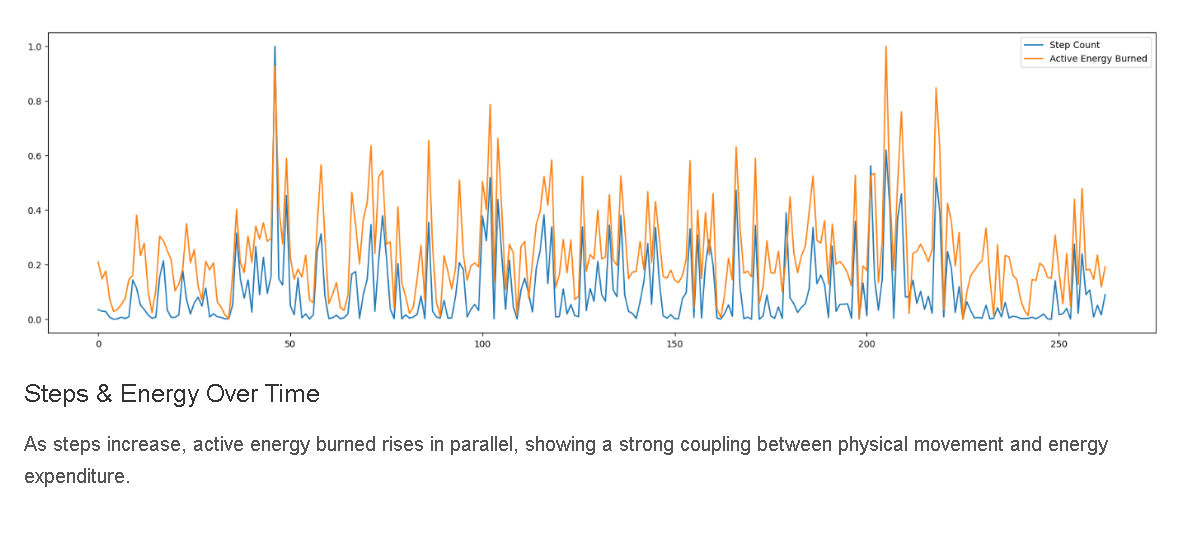 1.0
Step Count
Active Energy Burned
0.8
0.6
0.4
0.2
0.0
0 50 100 150 200 250
Steps & Energy Over Time
As steps increase, active energy burned rises in parallel, showing a strong coupling between physical movement and energy
expenditure.